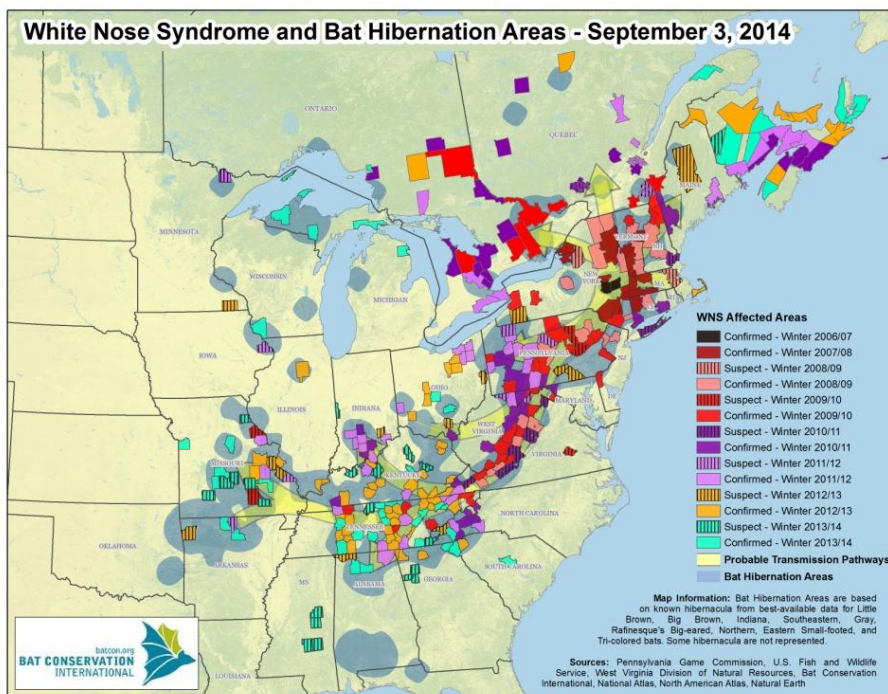 White Nose Syndrome and Bat Hibernation Areas - September 3, 2014
ONTARIO
QUEBEC
MAINE
MINNESOTA
VERMONT
NH
WISCONSIN
NEW YORK
MA
MICHIGAN
RI
IOWA
PENNSYLVANIA
NJ
OHIO
ILLINOIS
INDIANA
MARYLAND
DE
WEST VIRGINIA
VIRGINIA
MISSOURI
KENTUCKY
NORTH CAROLINA
TENNESSEE
OKLAHOMA
ARKANSAS
SOUTH CAROLINA
MS
ALABAMA
GEORGIA
LOUISIANA
WNS Affected Areas
Confirmed - Winter 2006/07
Confirmed - Winter 2007/08
Suspect - Winter 2008/09
Confirmed - Winter 2008/09
Suspect - Winter 2009/10
Confirmed - Winter 2009/10
Suspect - Winter 2010/11
Confirmed - Winter 2010/11
Suspect - Winter 2011/12
Confirmed - Winter 2011/12
Suspect - Winter 2012/13
Confirmed - Winter 2012/13
Suspect - Winter 2013/14
Confirmed - Winter 2013/14
Probable Transmission Pathways
Bat Hibernation Areas
Map Information: Bat Hibernation Areas are based
on known hibernacula from best-available data for Little
Brown, Big Brown, Indiana, Southeastern, Gray,
Rafinesque's Big-eared, Northern, Eastern Small-footed, and
Tri-colored bats. Some hibernacula are not represented.
Sources: Pennsylvania Game Commission, U.S. Fish and Wildlife
Service, West Virginia Division of Natural Resources, Bat Conservation
International, National Atlas, North American Atlas, Natural Earth
batcon.org
BAT CONSERVATION
INTERNATIONAL